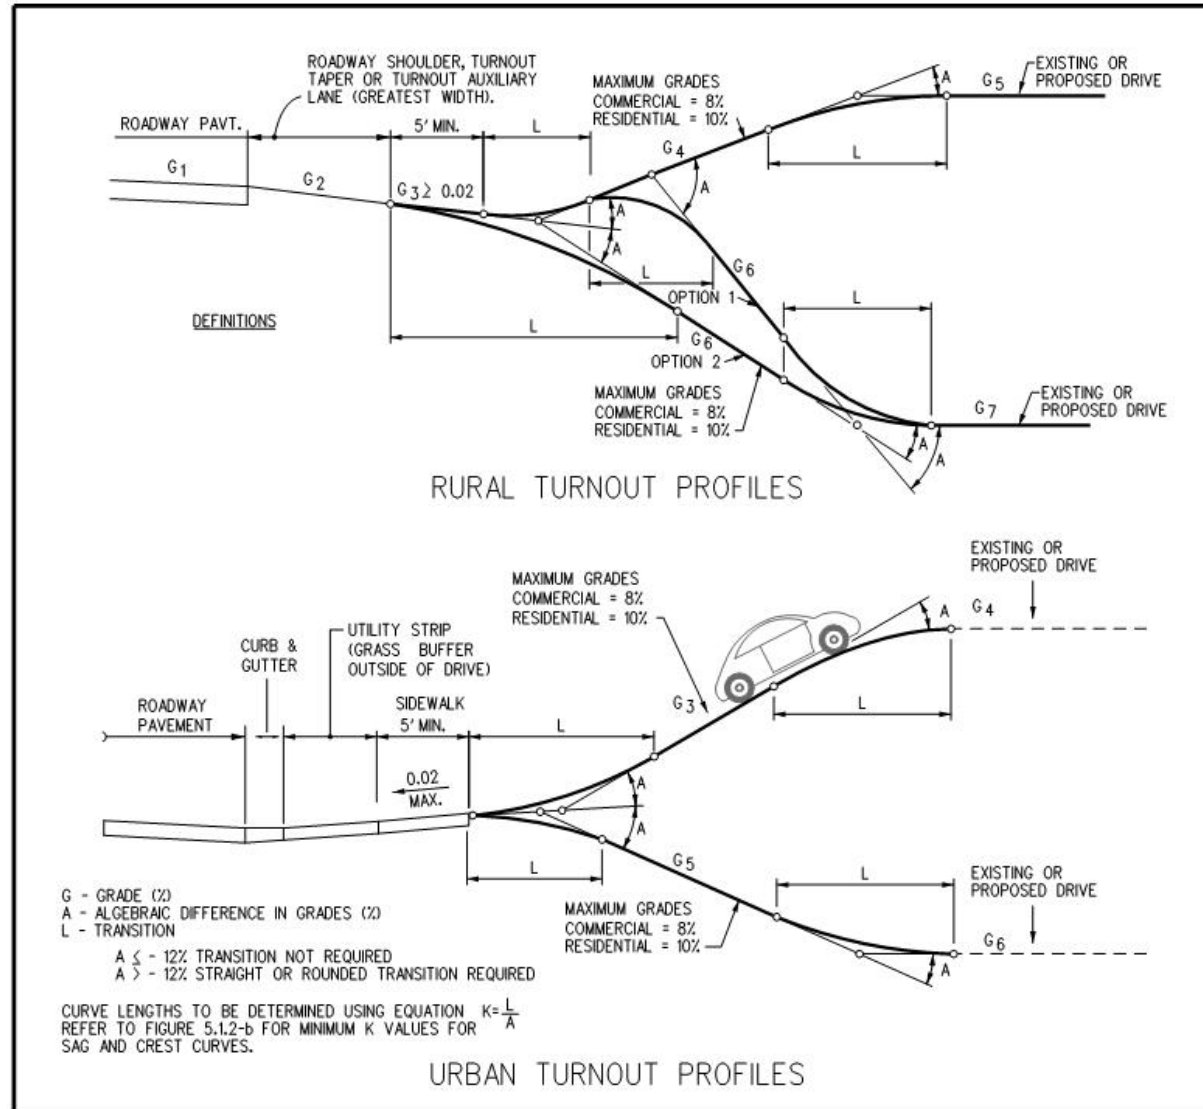 ROADWAY SHOULDER, TURNOUT
TAPER OR TURNOUT AUXILIARY
LANE (GREATEST WIDTH).
MAXIMUM GRADES
COMMERCIAL = 8%
RESIDENTIAL = 10%
A
G5
EXISTING OR
PROPOSED DRIVE
ROADWAY PAVT.
5' MIN.
L
G4
L
G1
G2
G3 ≥ 0.02
A
A
A
L
G6
OPTION 1
L
DEFINITIONS
L
G6
OPTION 2
MAXIMUM GRADES
COMMERCIAL = 8%
RESIDENTIAL = 10%
G7
EXISTING OR
PROPOSED DRIVE
A
A
RURAL TURNOUT PROFILES
EXISTING OR
PROPOSED DRIVE
MAXIMUM GRADES
COMMERCIAL = 8%
RESIDENTIAL = 10%
A
G4
CURB &
GUTTER
UTILITY STRIP
(GRASS BUFFER
OUTSIDE OF DRIVE)
ROADWAY
PAVEMENT
SIDEWALK
5' MIN.
L
G3
L
0.02
MAX.
A
A
L
G5
L
EXISTING OR
PROPOSED DRIVE
G6
A
MAXIMUM GRADES
COMMERCIAL = 8%
RESIDENTIAL = 10%
G - GRADE (%)
A - ALGEBRAIC DIFFERENCE IN GRADES (%)
L - TRANSITION
A ≤ - 12% TRANSITION NOT REQUIRED
A > - 12% STRAIGHT OR ROUNDED TRANSITION REQUIRED
CURVE LENGTHS TO BE DETERMINED USING EQUATION K=L/A
REFER TO FIGURE 5.1.2-b FOR MINIMUM K VALUES FOR
SAG AND CREST CURVES.
URBAN TURNOUT PROFILES